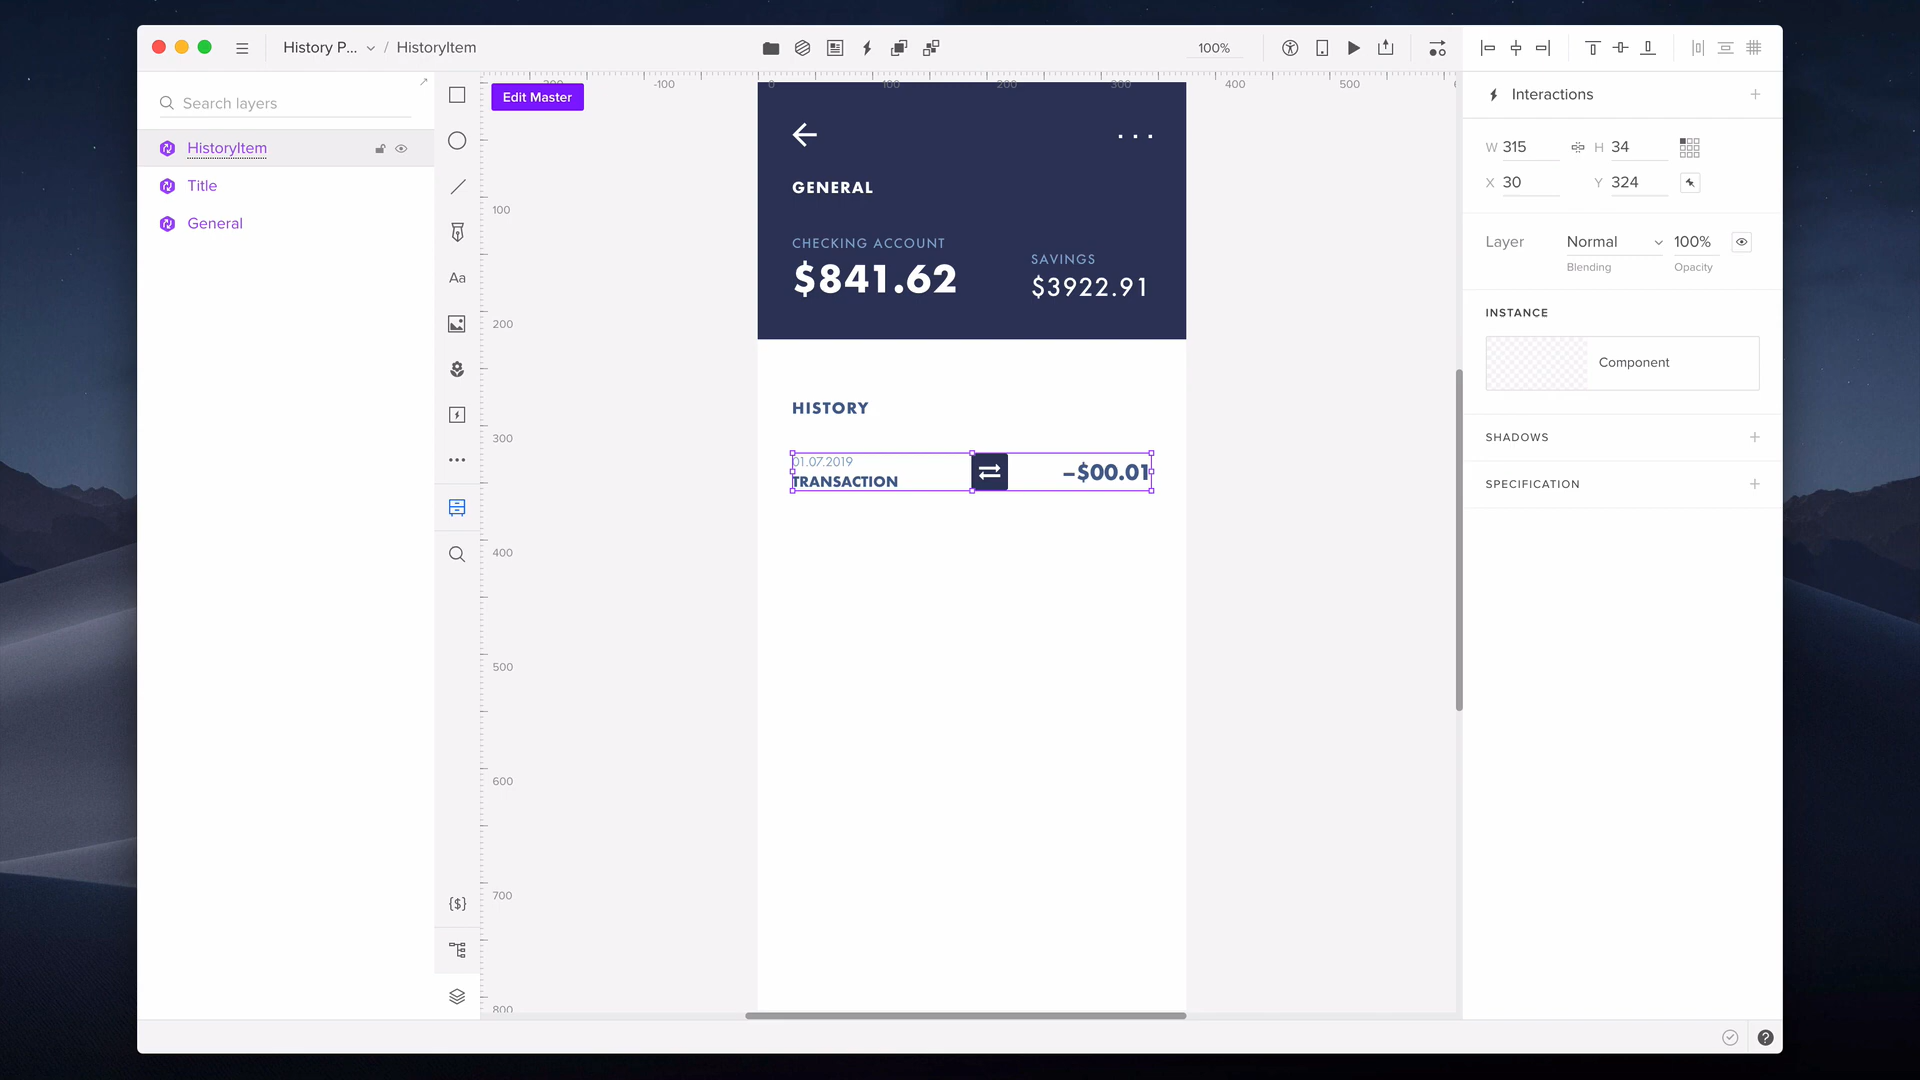 History P... / HistoryItem
100%
Search layers
HistoryItem
Title
General
Edit Master
Aa
{$}
-200
-100
0
100
200
300
400
500
100
200
300
400
500
600
700
800
GENERAL
CHECKING ACCOUNT
$841.62
SAVINGS
$3922.91
HISTORY
01.07.2019
TRANSACTION
–$00.01
Interactions
W 315
H 34
X 30
Y 324
Layer
Normal
100%
Blending
Opacity
INSTANCE
Component
SHADOWS
SPECIFICATION
?